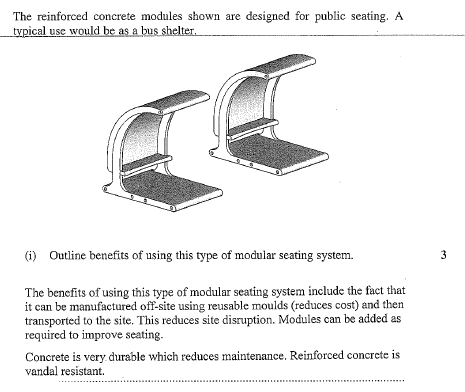 The reinforced concrete modules shown are designed for public seating. A
typical use would be as a bus shelter.
(i) Outline benefits of using this type of modular seating system. 3
The benefits of using this type of modular seating system include the fact that
it can be manufactured off-site using reusable moulds (reduces cost) and then
transported to the site. This reduces site disruption. Modules can be added as
required to improve seating.
Concrete is very durable which reduces maintenance. Reinforced concrete is
vandal resistant.